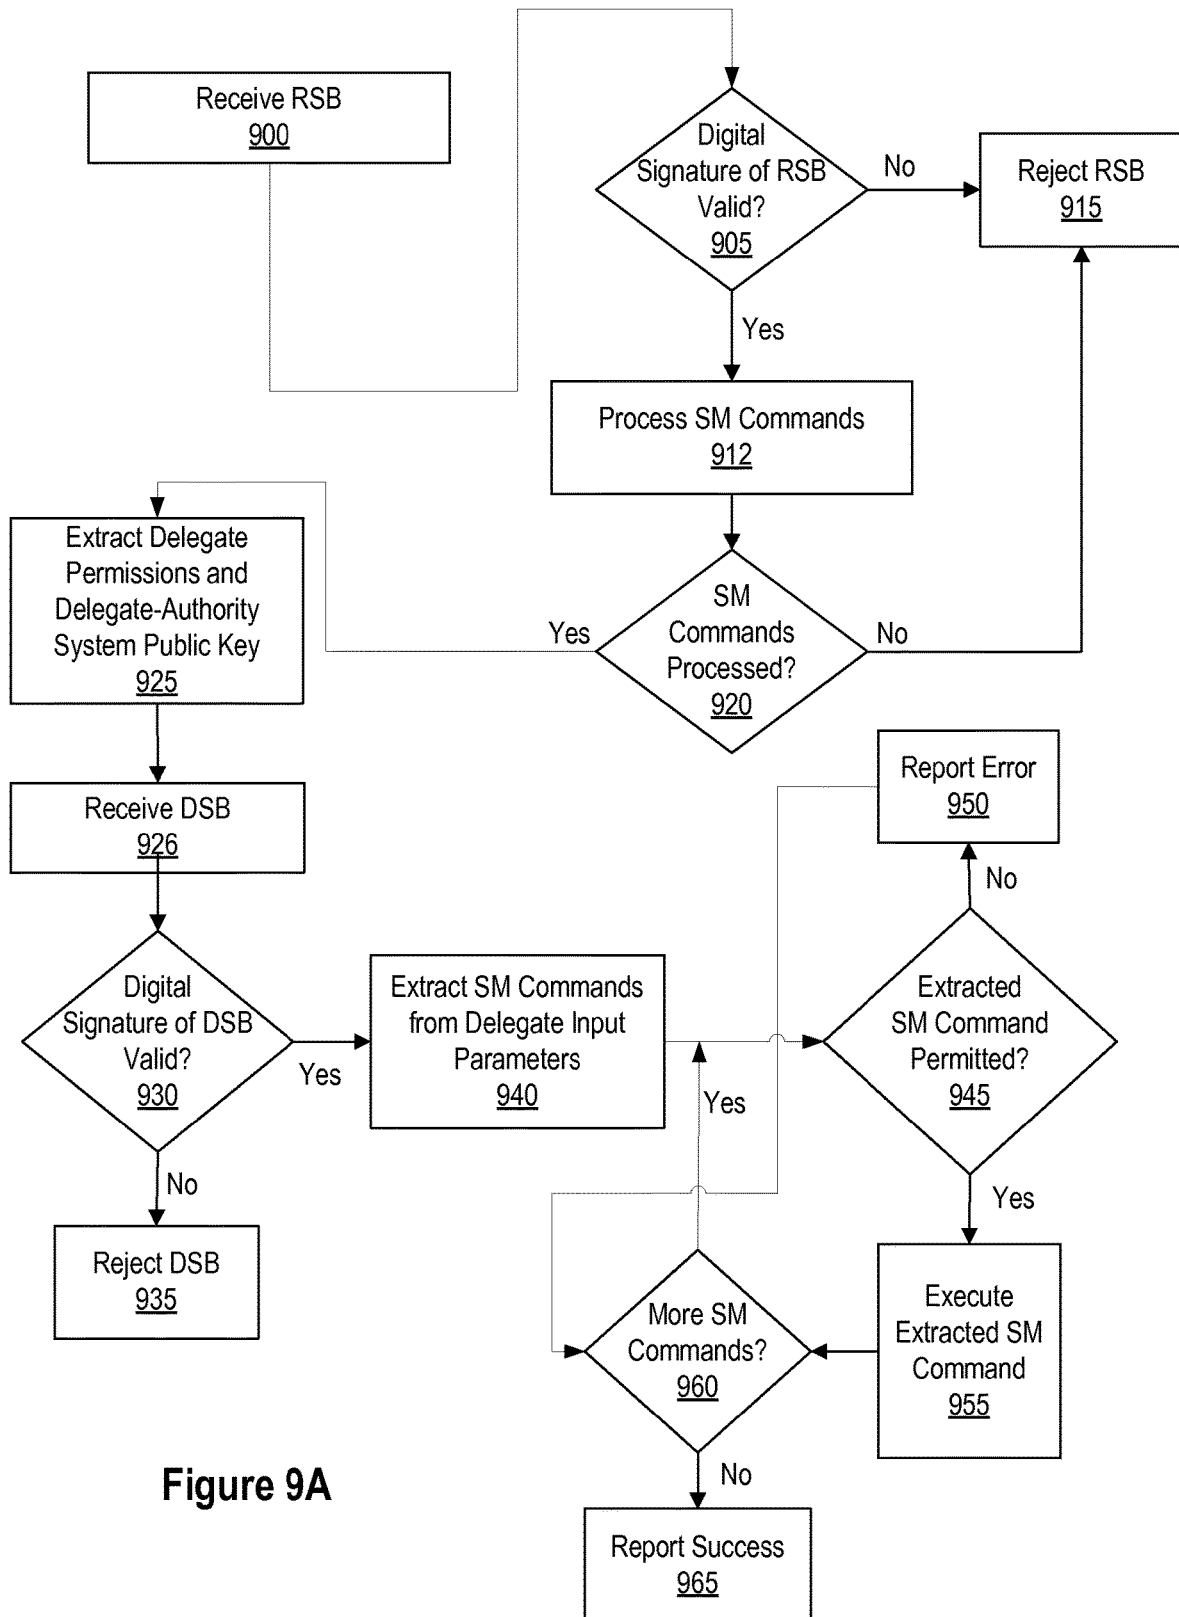 Receive RSB
900
Digital
Signature of RSB
Valid?
905
No
Reject RSB
915
Yes
Process SM Commands
912
SM
Commands
Processed?
920
Yes
No
Extract Delegate
Permissions and
Delegate-Authority
System Public Key
925
Receive DSB
926
Digital
Signature of DSB
Valid?
930
Yes
No
Reject DSB
935
Extract SM Commands
from Delegate Input
Parameters
940
Report Error
950
No
Extracted
SM Command
Permitted?
945
Yes
Yes
Execute
Extracted SM
Command
955
More SM
Commands?
960
No
Report Success
965
Figure 9A